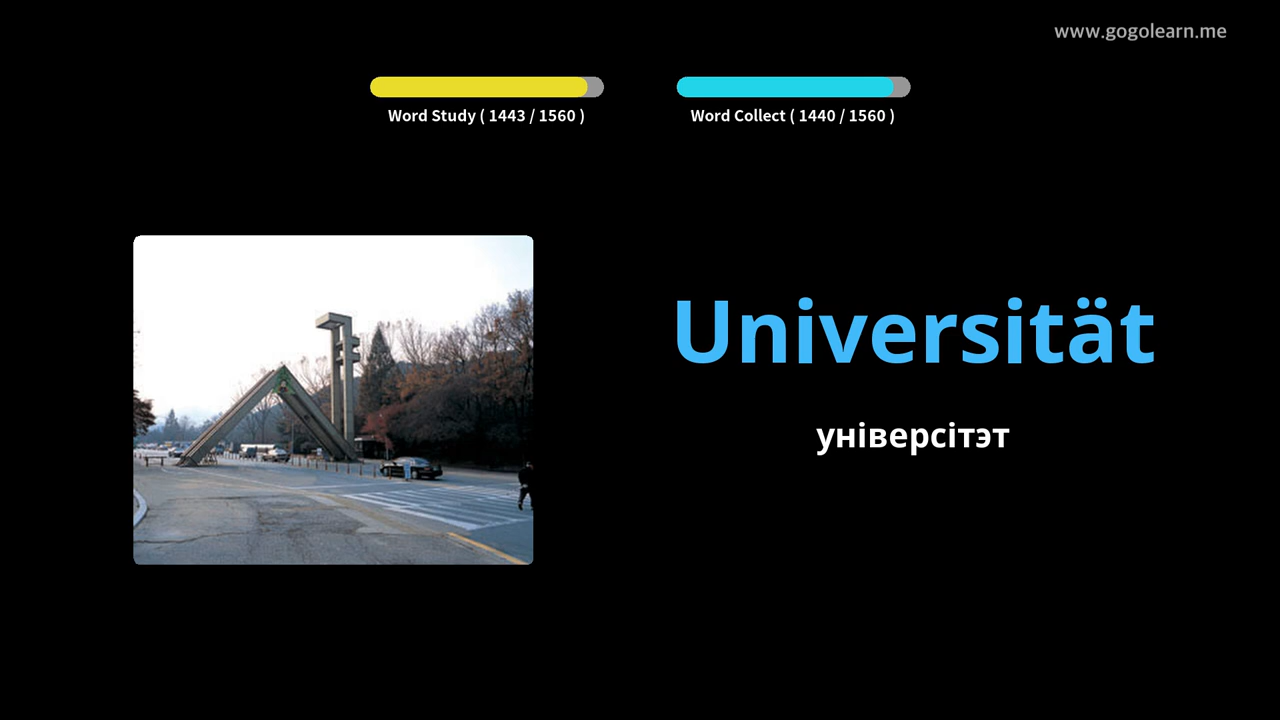 www.gogolearn.me
Word Study ( 1443 / 1560 )
Word Collect ( 1440 / 1560 )
Universität
універсітэт